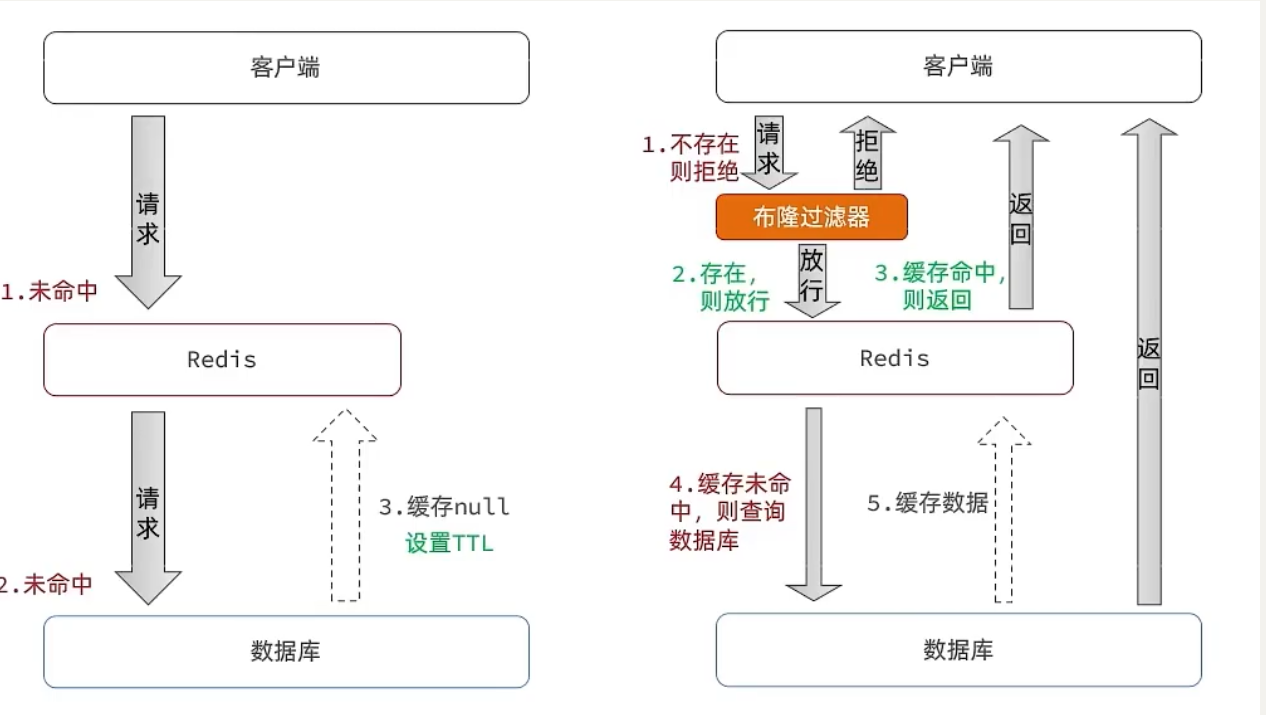 客户端
请
求
1.未命中
Redis
请
求
3.缓存null
设置TTL
2.未命中
数据库
客户端
1.不存在
则拒绝
请
求
拒
绝
布隆过滤器
2.存在，
则放行
放
行
3.缓存命中，
则返回
返
回
Redis
返
回
4.缓存未命
中，则查询
数据库
5.缓存数据
数据库